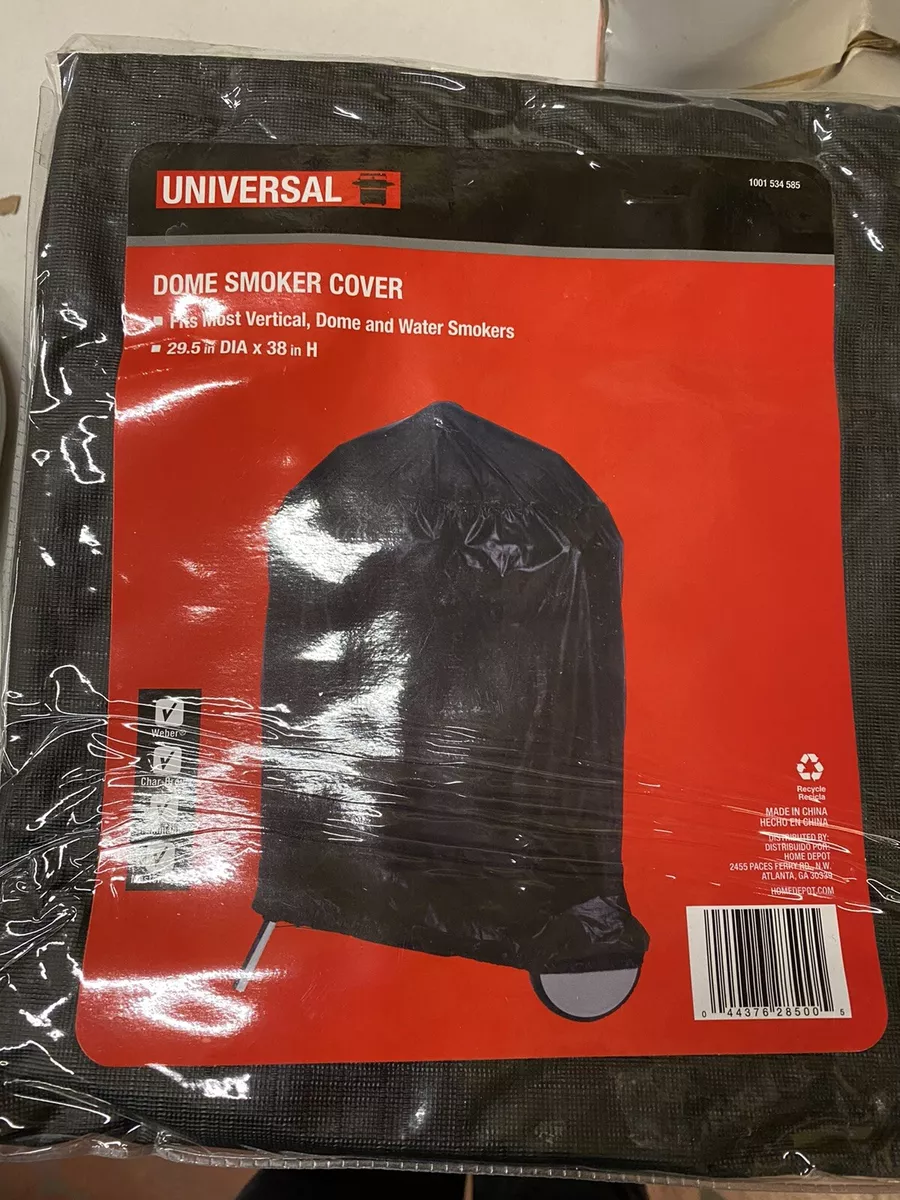 UNIVERSAL
1001 534 585
DOME SMOKER COVER
Fits Most Vertical, Dome and Water Smokers
29.5 in DIA x 38 in H
Weber®
Recycle
Recicla
MADE IN CHINA
HECHO EN CHINA
DISTRIBUTED BY:
DISTRIBUIDO POR:
HOME DEPOT
2455 PACES FERRY RD., N.W.
ATLANTA, GA 30339
HOMEDEPOT.COM
0 44376 28500 5